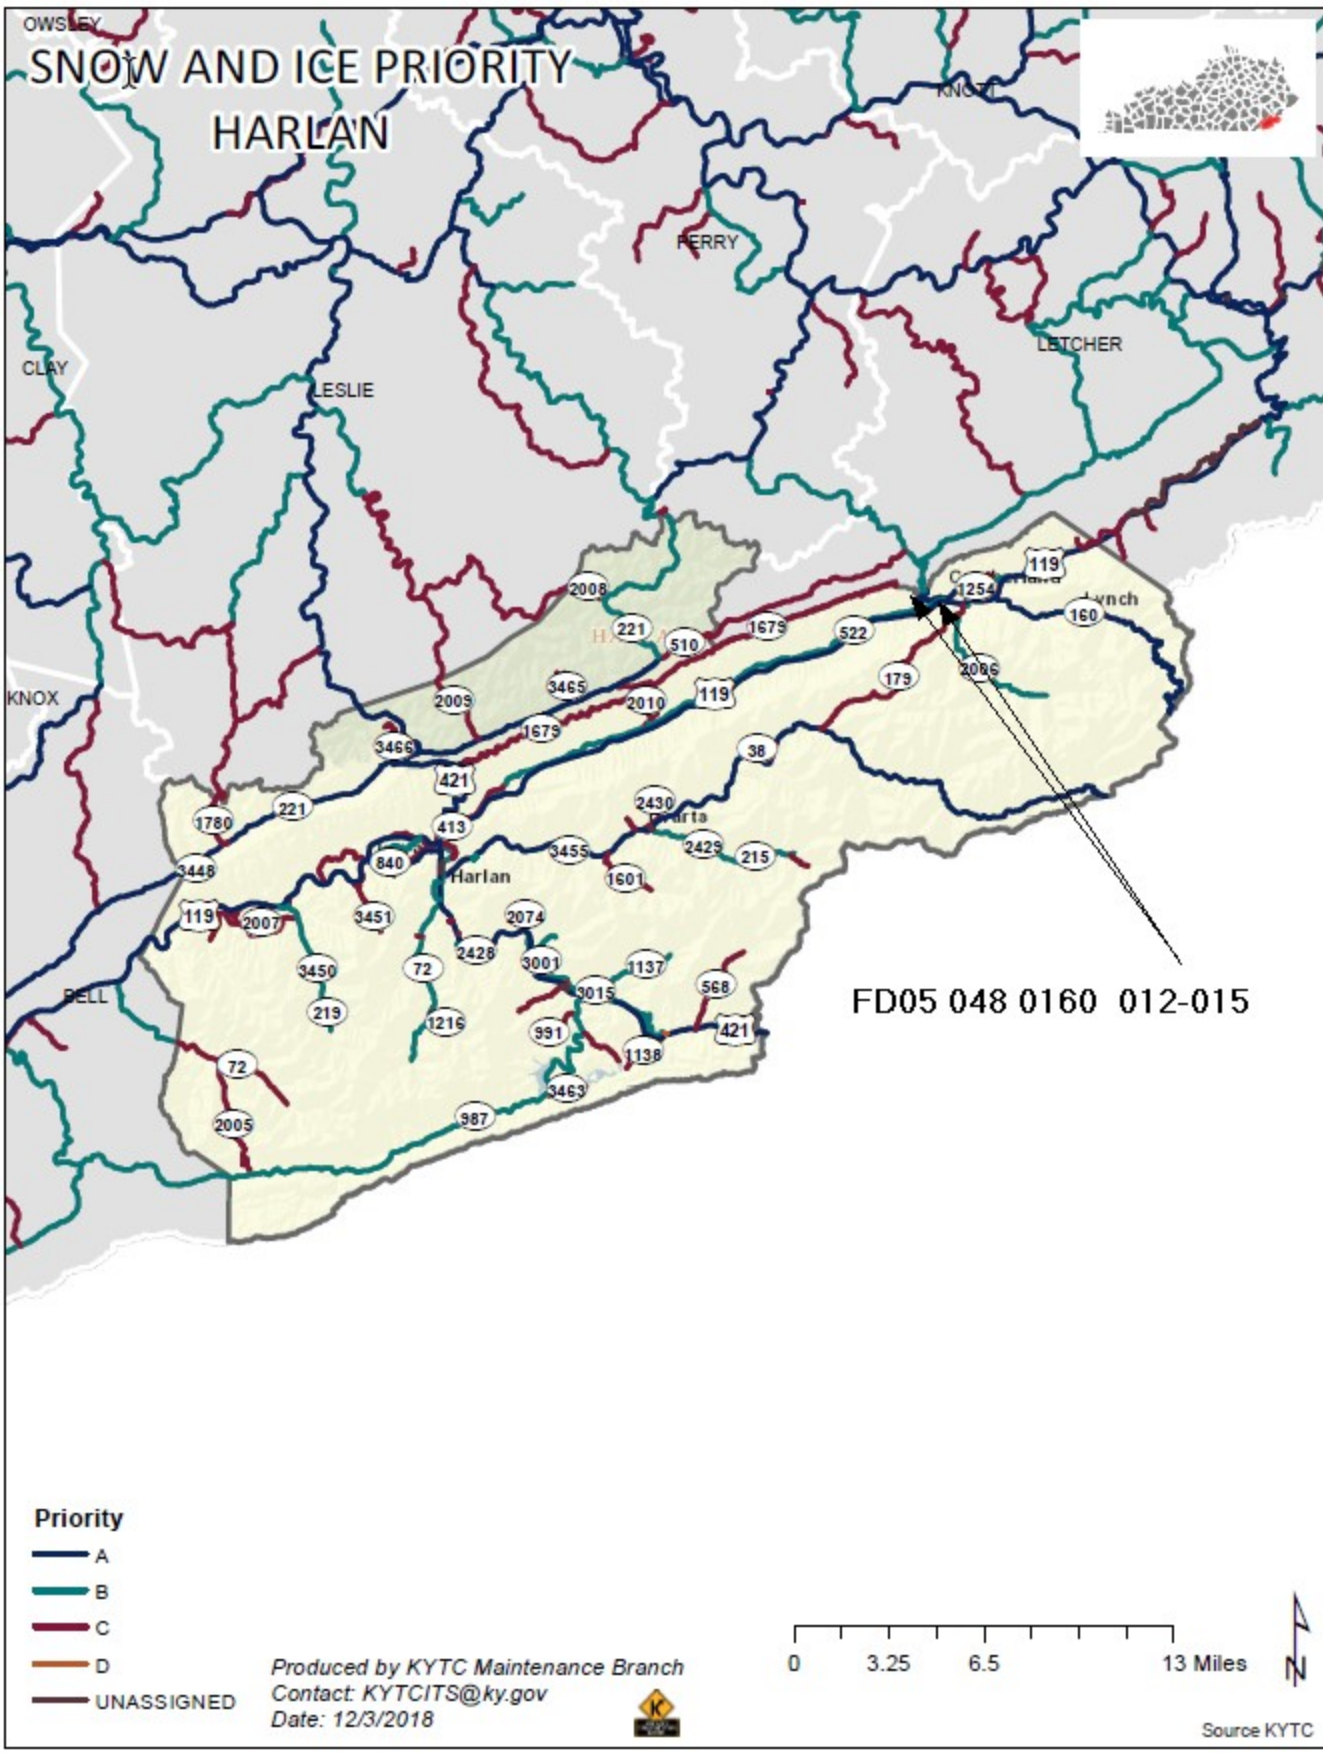 OWSLEY
SNOW AND ICE PRIORITY
HARLAN
KNOTT
PERRY
CLAY
LESLIE
LETCHER
119
2008
1254
Lynch
160
221
510
1679
522
2006
KNOX
3465
179
2009
2010
119
1679
3466
38
421
221
2430
1780
413
2429
3455
215
840
3448
Harlan
1601
119
2007
3451
2074
2428
3001
1137
3450
72
568
BELL
3015
219
1216
991
421
1138
FD05 048 0160 012-015
72
3463
987
2005
Priority
A
B
C
D
UNASSIGNED
Produced by KYTC Maintenance Branch
Contact: KYTCITS@ky.gov
Date: 12/3/2018
0 3.25 6.5 13 Miles
N
Source KYTC